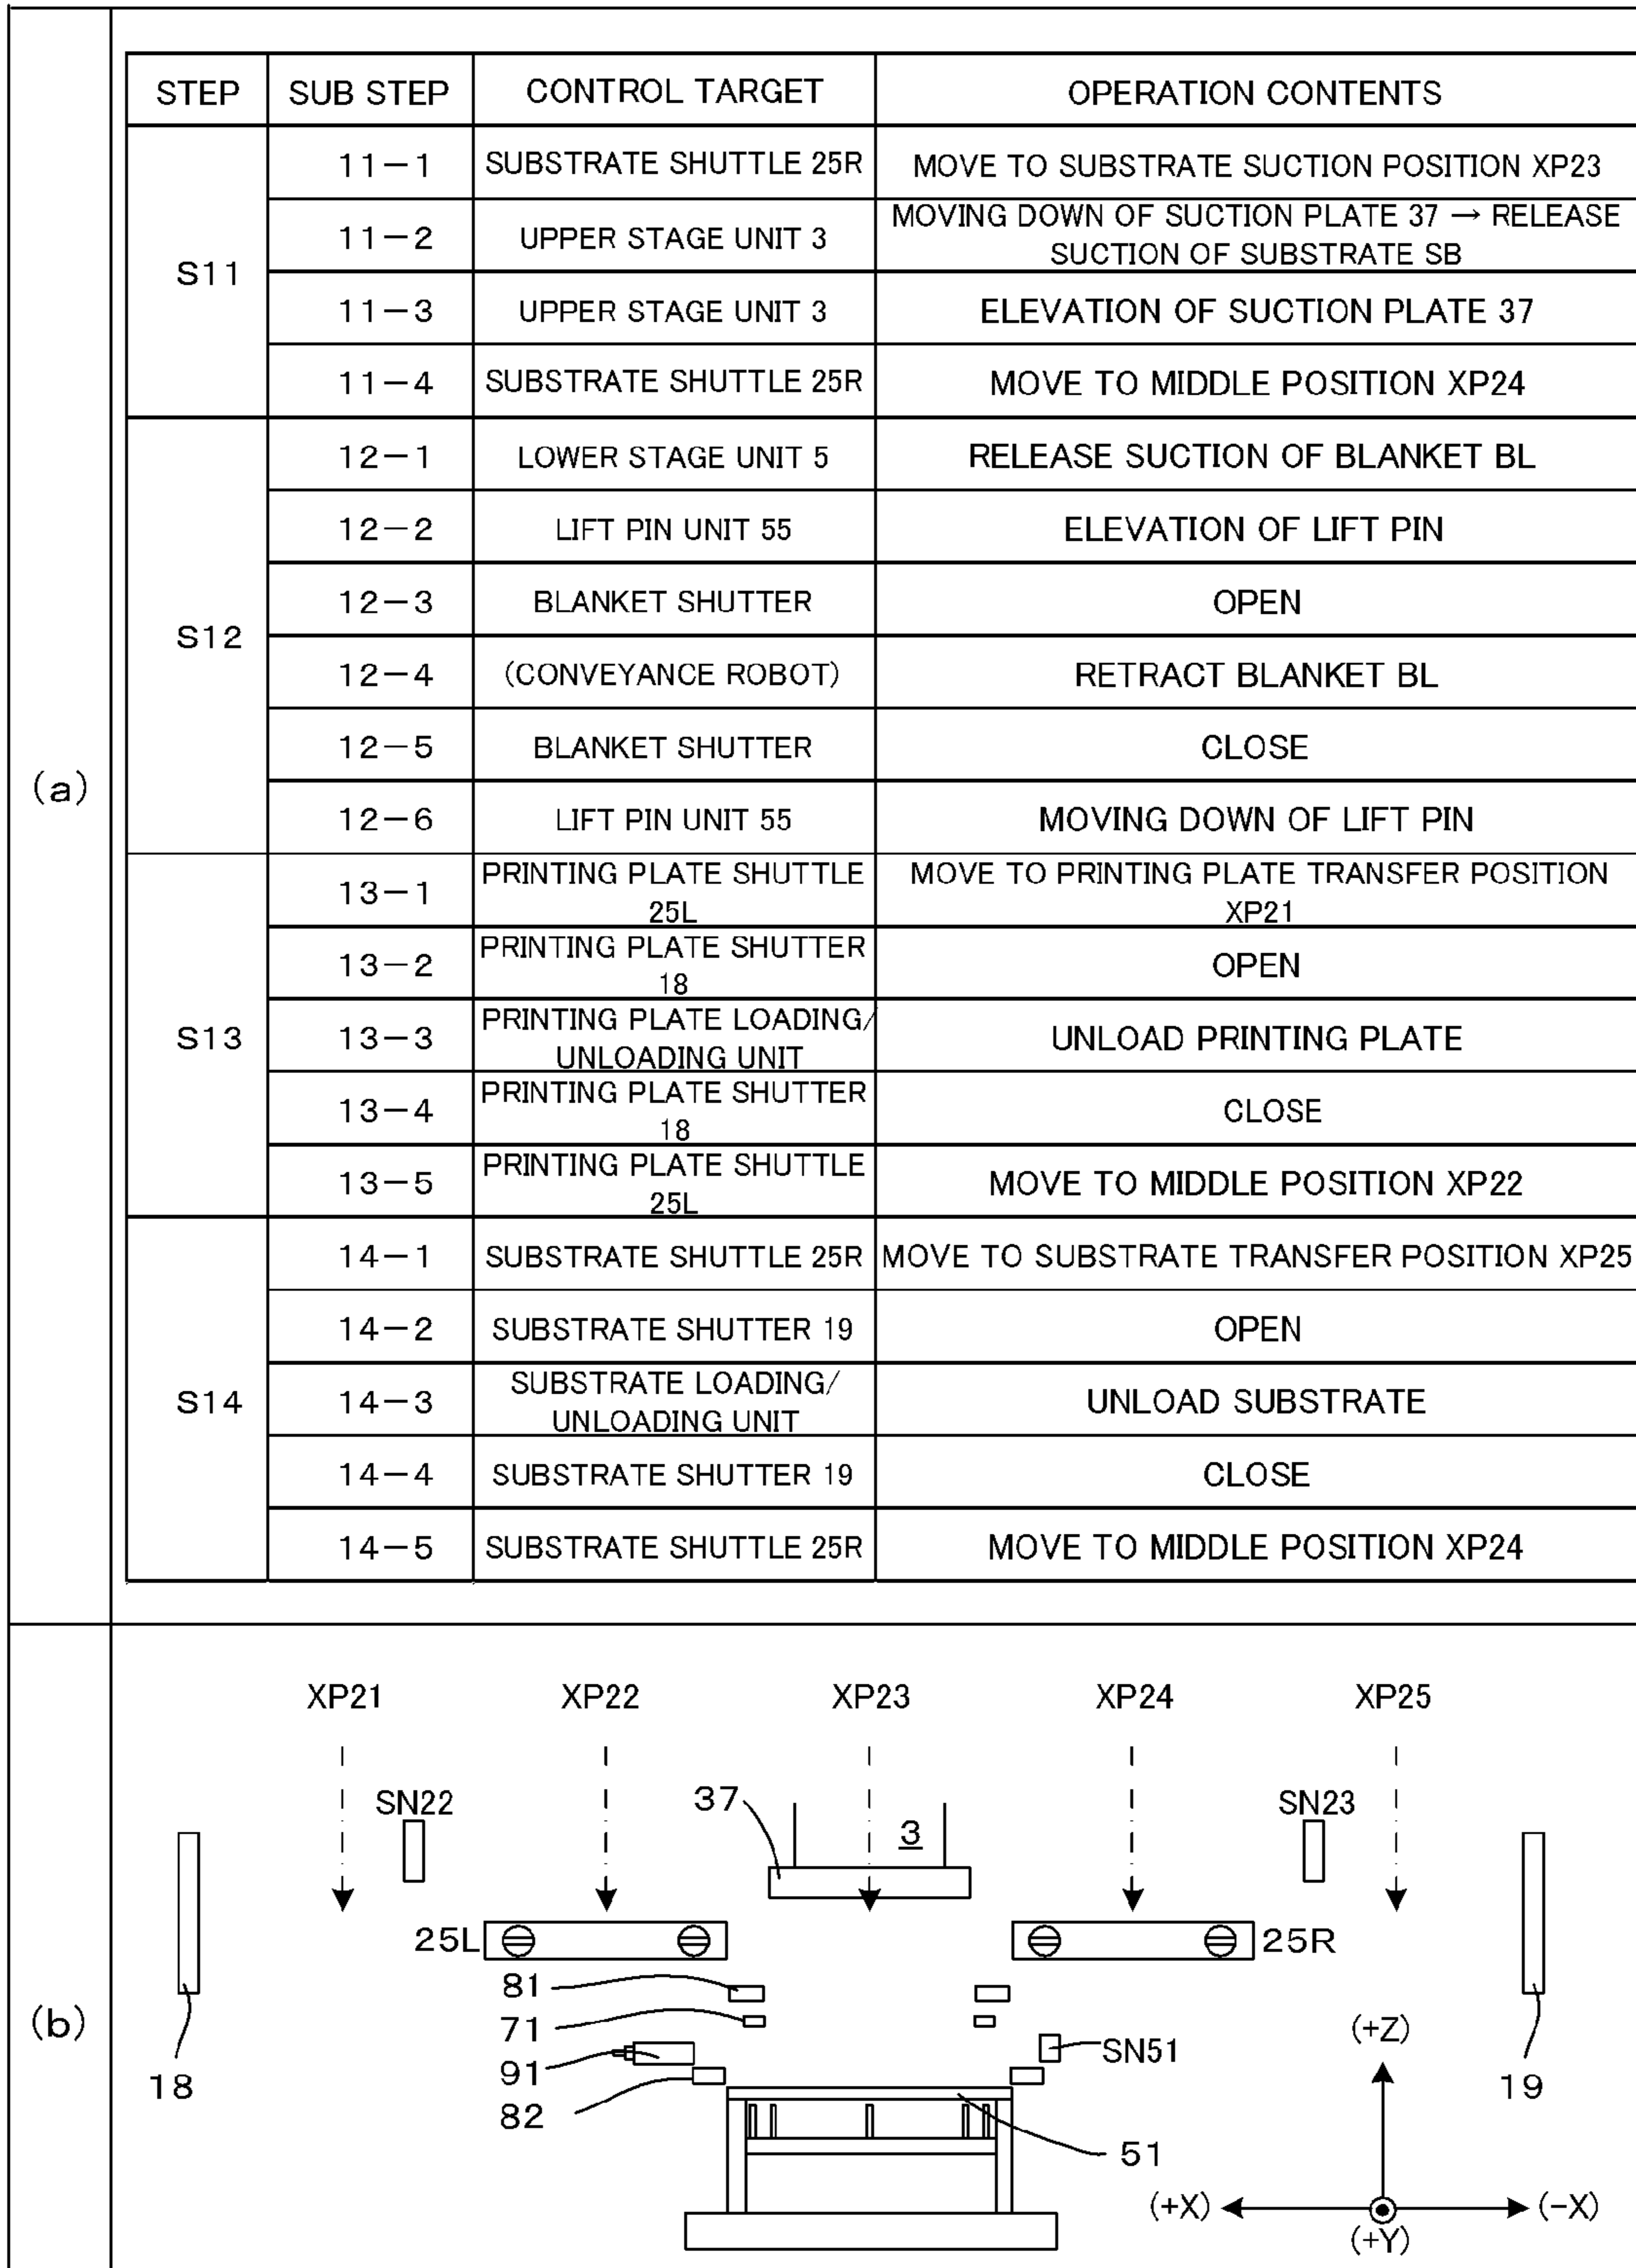 (a)
STEP SUB STEP CONTROL TARGET OPERATION CONTENTS
S11
11-1 SUBSTRATE SHUTTLE 25R MOVE TO SUBSTRATE SUCTION POSITION XP23
11-2 UPPER STAGE UNIT 3 MOVING DOWN OF SUCTION PLATE 37 → RELEASE
SUCTION OF SUBSTRATE SB
11-3 UPPER STAGE UNIT 3 ELEVATION OF SUCTION PLATE 37
11-4 SUBSTRATE SHUTTLE 25R MOVE TO MIDDLE POSITION XP24
S12
12-1 LOWER STAGE UNIT 5 RELEASE SUCTION OF BLANKET BL
12-2 LIFT PIN UNIT 55 ELEVATION OF LIFT PIN
12-3 BLANKET SHUTTER OPEN
12-4 (CONVEYANCE ROBOT) RETRACT BLANKET BL
12-5 BLANKET SHUTTER CLOSE
12-6 LIFT PIN UNIT 55 MOVING DOWN OF LIFT PIN
S13
13-1 PRINTING PLATE SHUTTLE
25L
MOVE TO PRINTING PLATE TRANSFER POSITION
XP21
13-2 PRINTING PLATE SHUTTER
18
OPEN
13-3 PRINTING PLATE LOADING/
UNLOADING UNIT
UNLOAD PRINTING PLATE
13-4 PRINTING PLATE SHUTTER
18
CLOSE
13-5 PRINTING PLATE SHUTTLE
25L
MOVE TO MIDDLE POSITION XP22
S14
14-1 SUBSTRATE SHUTTLE 25R MOVE TO SUBSTRATE TRANSFER POSITION XP25
14-2 SUBSTRATE SHUTTER 19 OPEN
14-3 SUBSTRATE LOADING/
UNLOADING UNIT
UNLOAD SUBSTRATE
14-4 SUBSTRATE SHUTTER 19 CLOSE
14-5 SUBSTRATE SHUTTLE 25R MOVE TO MIDDLE POSITION XP24
(b)
XP21 XP22 XP23 XP24 XP25
SN22 37 3 SN23
25L 25R
81
71
91 SN51
82
18 19
51
(+Z)
(+X) (-X)
(+Y)